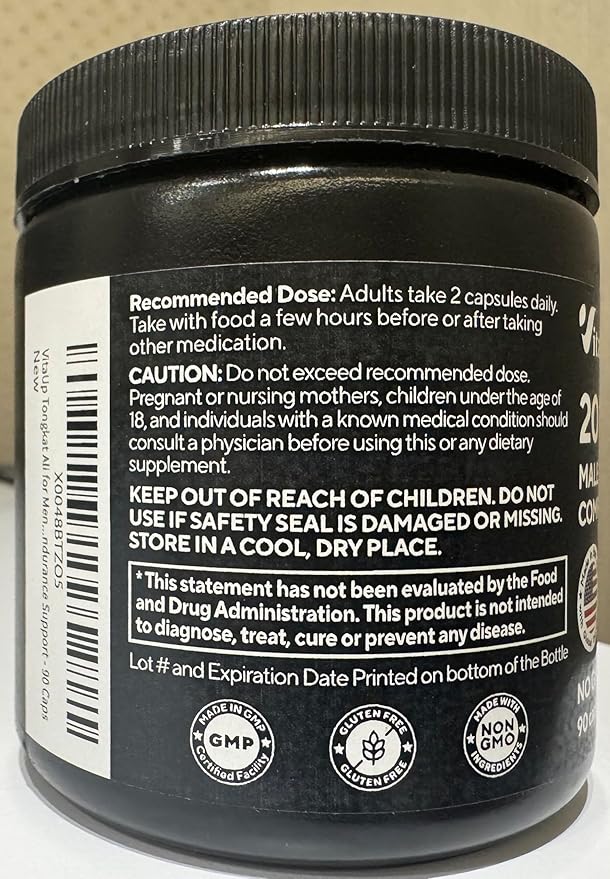 Recommended Dose: Adults take 2 capsules daily.
Take with food a few hours before or after taking
other medication.
CAUTION: Do not exceed recommended dose.
Pregnant or nursing mothers, children under the age of
18, and individuals with a known medical condition should
consult a physician before using this or any dietary
supplement.
KEEP OUT OF REACH OF CHILDREN. DO NOT
USE IF SAFETY SEAL IS DAMAGED OR MISSING.
STORE IN A COOL, DRY PLACE.
*This statement has not been evaluated by the Food
and Drug Administration. This product is not intended
to diagnose, treat, cure or prevent any disease.
Lot # and Expiration Date Printed on bottom of the Bottle
MADE IN GMP
GMP
Certified Facility
GLUTEN FREE
GLUTEN FREE
MADE WITH
NON
GMO
INGREDIENTS
X0048BTZO5
VitaUp Tongkat Ali for Men...ndurance Support - 90 Caps
New
Vita
20
MAL
CO
NO
90